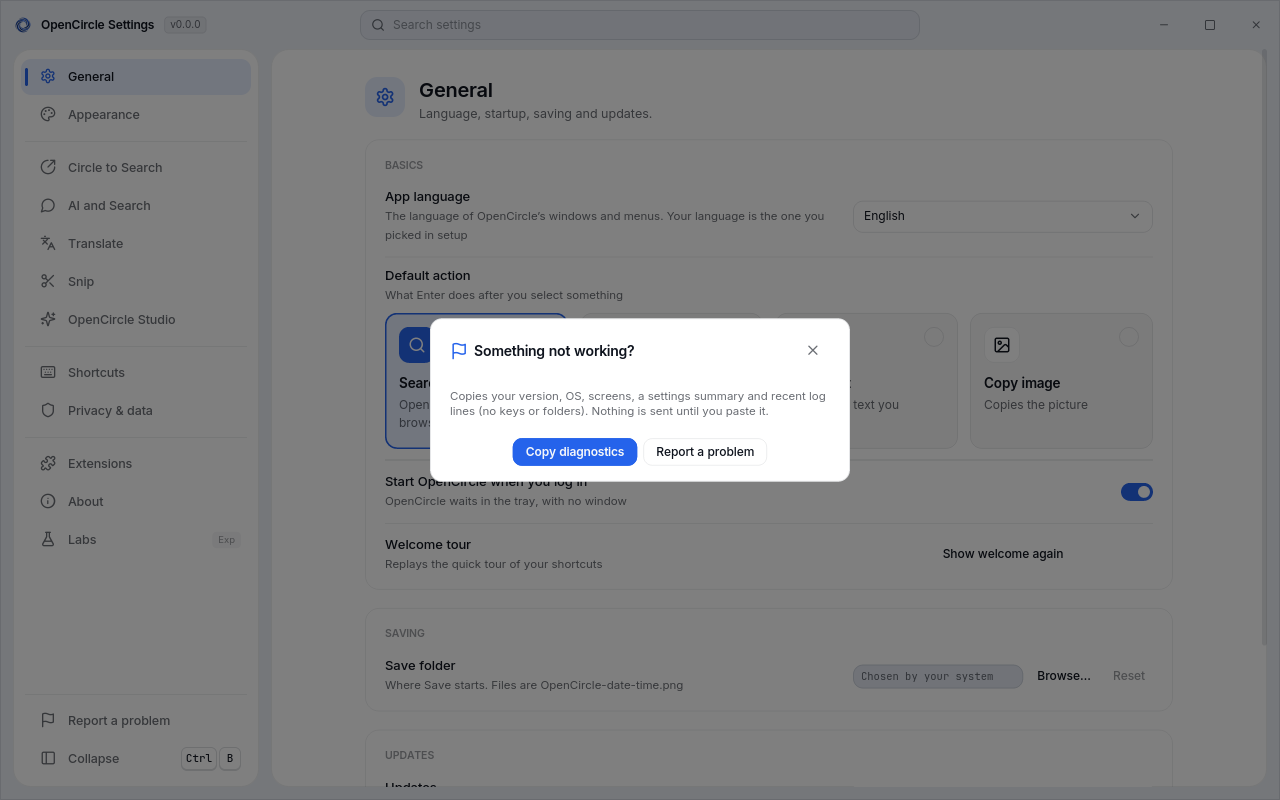 OpenCircle Settings
v0.0.0
Search settings
General
Appearance
Circle to Search
AI and Search
Translate
Snip
OpenCircle Studio
Shortcuts
Privacy & data
Extensions
About
Labs
Exp
Report a problem
Collapse
Ctrl
B
General
Language, startup, saving and updates.
BASICS
App language
The language of OpenCircle's windows and menus. Your language is the one you
picked in setup
English
Default action
What Enter does after you select something
Copy image
text you
Copies the picture
Something not working?
Copies your version, OS, screens, a settings summary and recent log
lines (no keys or folders). Nothing is sent until you paste it.
Copy diagnostics
Report a problem
Start OpenCircle when you log in
OpenCircle waits in the tray, with no window
Welcome tour
Replays the quick tour of your shortcuts
Show welcome again
SAVING
Save folder
Where Save starts. Files are OpenCircle-date-time.png
Chosen by your system
Browse...
Reset
UPDATES
Updates